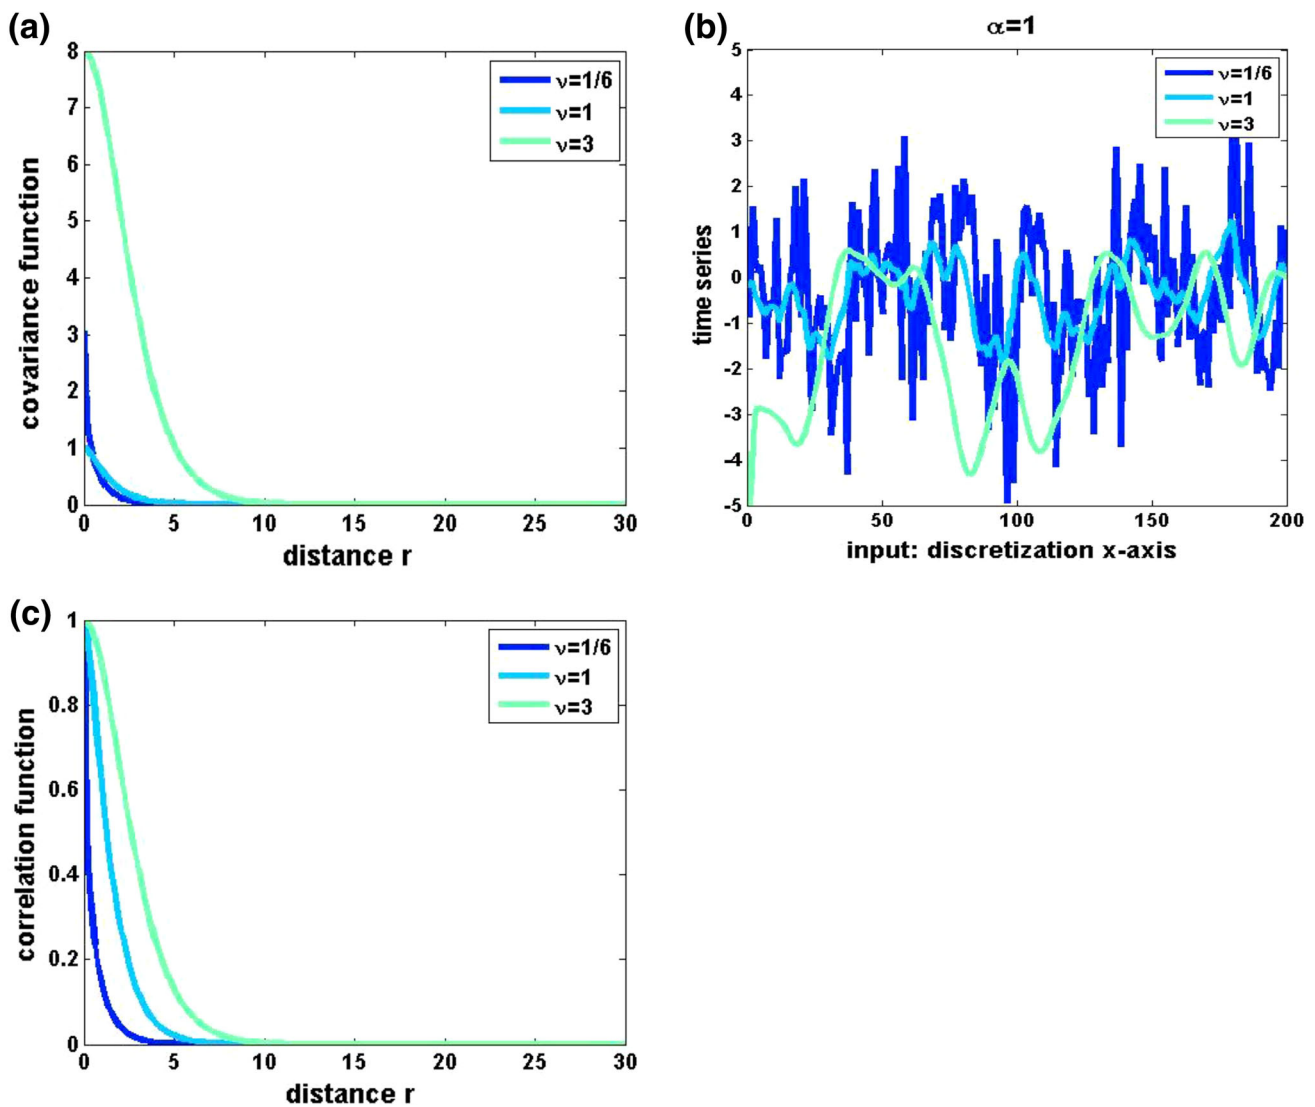 (a)
8
7
6
5
4
3
2
1
0
covariance function
0 5 10 15 20 25 30
distance r
ν=1/6
ν=1
ν=3
(b)
α=1
5
4
3
2
1
0
-1
-2
-3
-4
-5
time series
0 50 100 150 200
input: discretization x-axis
ν=1/6
ν=1
ν=3
(c)
1
0.8
0.6
0.4
0.2
0
correlation function
0 5 10 15 20 25 30
distance r
ν=1/6
ν=1
ν=3